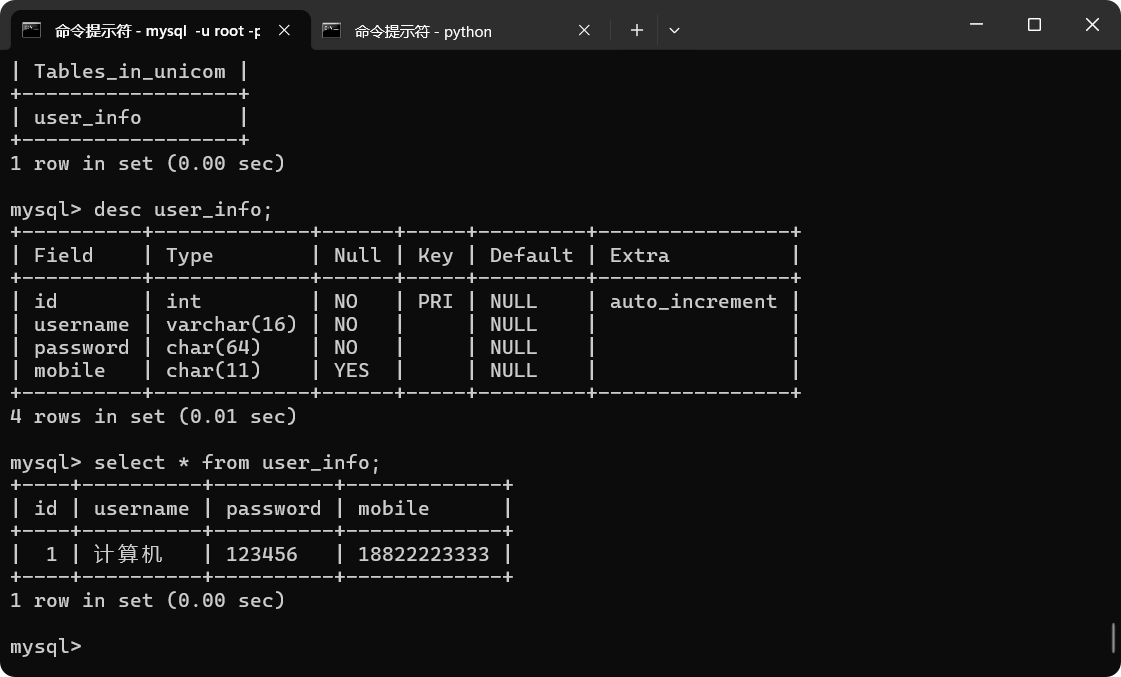 命令提示符 - mysql -u root -p
命令提示符 - python
| Tables_in_unicom |
+------------------+
| user_info        |
+------------------+
1 row in set (0.00 sec)
mysql> desc user_info;
+----------+-------------+------+-----+---------+----------------+
| Field    | Type        | Null | Key | Default | Extra          |
+----------+-------------+------+-----+---------+----------------+
| id       | int         | NO   | PRI | NULL    | auto_increment |
| username | varchar(16) | NO   |     | NULL    |                |
| password | char(64)    | NO   |     | NULL    |                |
| mobile   | char(11)    | YES  |     | NULL    |                |
+----------+-------------+------+-----+---------+----------------+
4 rows in set (0.01 sec)
mysql> select * from user_info;
+----+----------+----------+-------------+
| id | username | password | mobile      |
+----+----------+----------+-------------+
|  1 | 计算机   | 123456   | 18822223333 |
+----+----------+----------+-------------+
1 row in set (0.00 sec)
mysql>